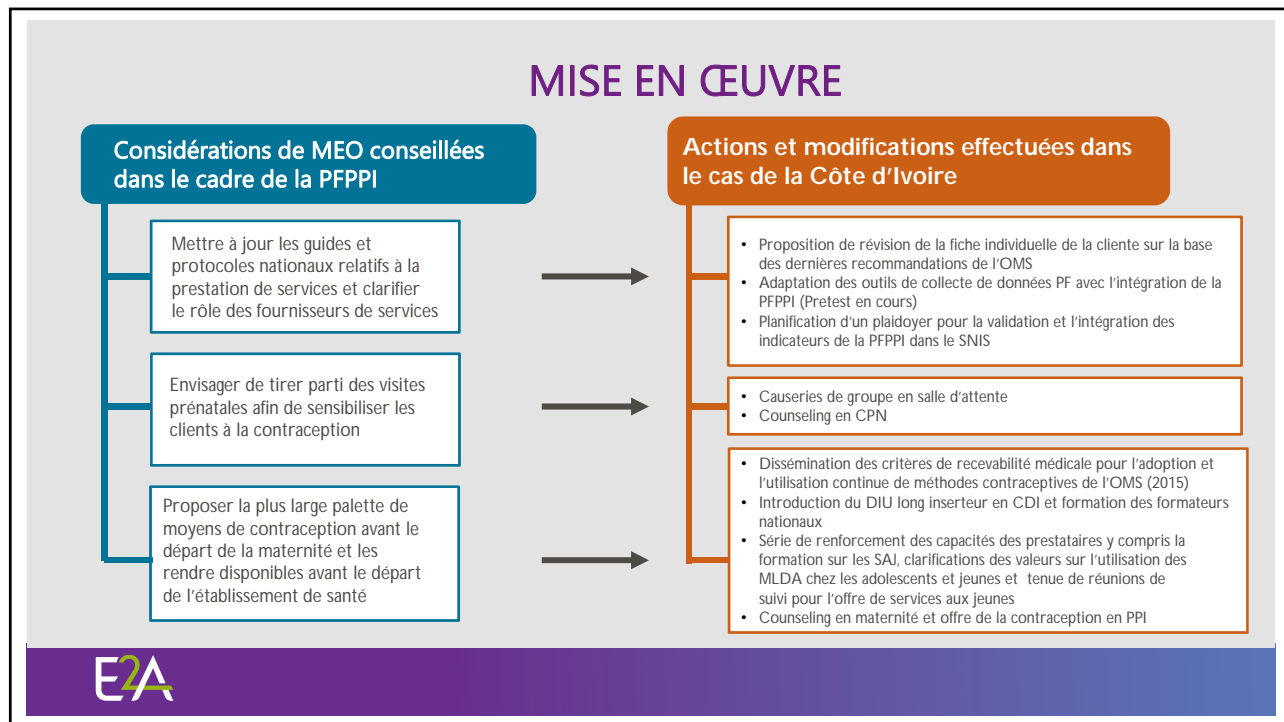 MISE EN ŒUVRE
Considérations de MEO conseillées
dans le cadre de la PFPPI
Mettre à jour les guides et
protocoles nationaux relatifs à la
prestation de services et clarifier
le rôle des fournisseurs de services
Envisager de tirer parti des visites
prénatales afin de sensibiliser les
clients à la contraception
Proposer la plus large palette de
moyens de contraception avant le
départ de la maternité et les
rendre disponibles avant le départ
de l'établissement de santé
Actions et modifications effectuées dans
le cas de la Côte d'Ivoire
• Proposition de révision de la fiche individuelle de la cliente sur la base
des dernières recommandations de l'OMS
• Adaptation des outils de collecte de données PF avec l'intégration de la
PFPPI (Pretest en cours)
• Planification d'un plaidoyer pour la validation et l'intégration des
indicateurs de la PFPPI dans le SNIS
• Causeries de groupe en salle d'attente
• Counseling en CPN
• Dissémination des critères de recevabilité médicale pour l'adoption et
l'utilisation continue de méthodes contraceptives de l'OMS (2015)
• Introduction du DIU long inserteur en CDI et formation des formateurs
nationaux
• Série de renforcement des capacités des prestataires y compris la
formation sur les SAJ, clarifications des valeurs sur l'utilisation des
MLDA chez les adolescents et jeunes et tenue de réunions de
suivi pour l'offre de services aux jeunes
• Counseling en maternité et offre de la contraception en PPI
E2A